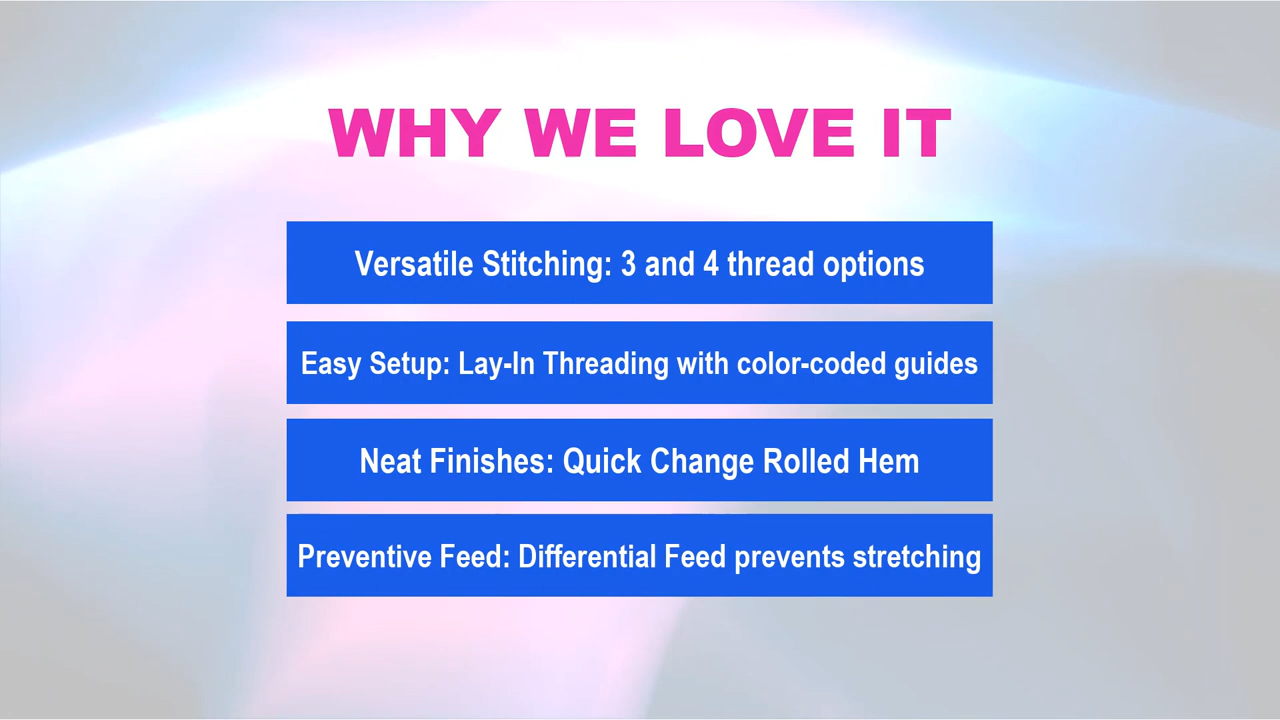 WHY WE LOVE IT
Versatile Stitching: 3 and 4 thread options
Easy Setup: Lay-In Threading with color-coded guides
Neat Finishes: Quick Change Rolled Hem
Preventive Feed: Differential Feed prevents stretching